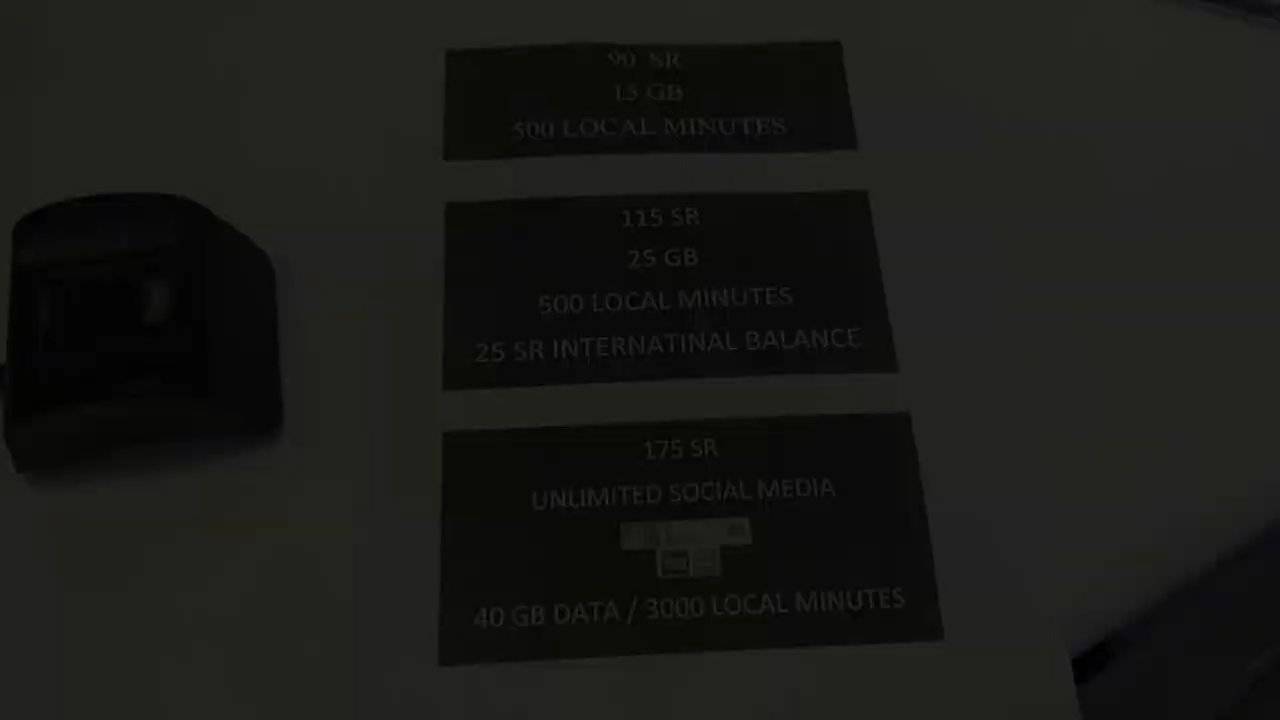 90 SR
15 GB
500 LOCAL MINUTES
115 SR
25 GB
500 LOCAL MINUTES
25 SR INTERNATINAL BALANCE
175 SR
UNLIMITED SOCIAL MEDIA
40 GB DATA / 3000 LOCAL MINUTES